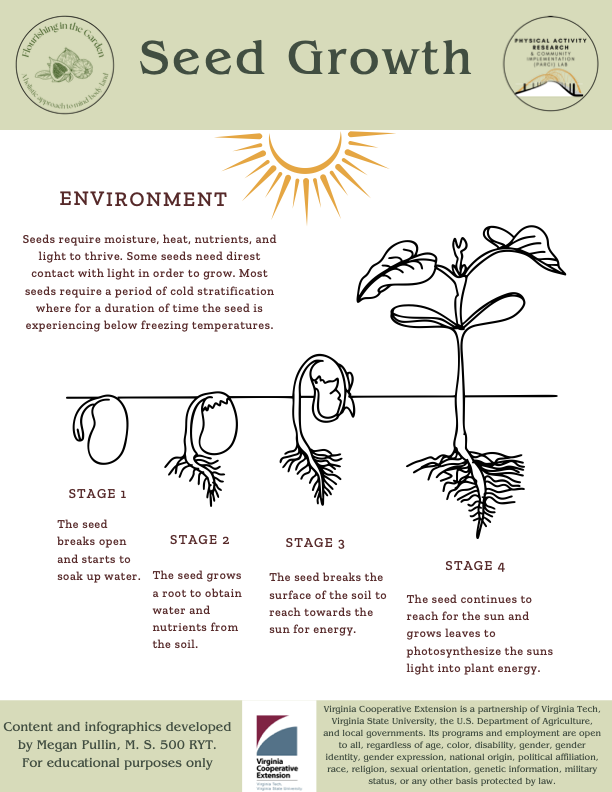 Flourishing in the Garden
A holistic approach to mind, body, food
Seed Growth
PHYSICAL ACTIVITY
RESEARCH
& COMMUNITY
IMPLEMENTATION
(PARCI) LAB
ENVIRONMENT
Seeds require moisture, heat, nutrients, and
light to thrive. Some seeds need direst
contact with light in order to grow. Most
seeds require a period of cold stratification
where for a duration of time the seed is
experiencing below freezing temperatures.
STAGE 1
The seed
breaks open
and starts to
soak up water.
STAGE 2
The seed grows
a root to obtain
water and
nutrients from
the soil.
STAGE 3
The seed breaks the
surface of the soil to
reach towards the
sun for energy.
STAGE 4
The seed continues to
reach for the sun and
grows leaves to
photosynthesize the suns
light into plant energy.
Content and infographics developed
by Megan Pullin, M. S. 500 RYT.
For educational purposes only
Virginia
Cooperative
Extension
Virginia Tech
Virginia State University
Virginia Cooperative Extension is a partnership of Virginia Tech,
Virginia State University, the U.S. Department of Agriculture,
and local governments. Its programs and employment are open
to all, regardless of age, color, disability, gender, gender
identity, gender expression, national origin, political affiliation,
race, religion, sexual orientation, genetic information, military
status, or any other basis protected by law.